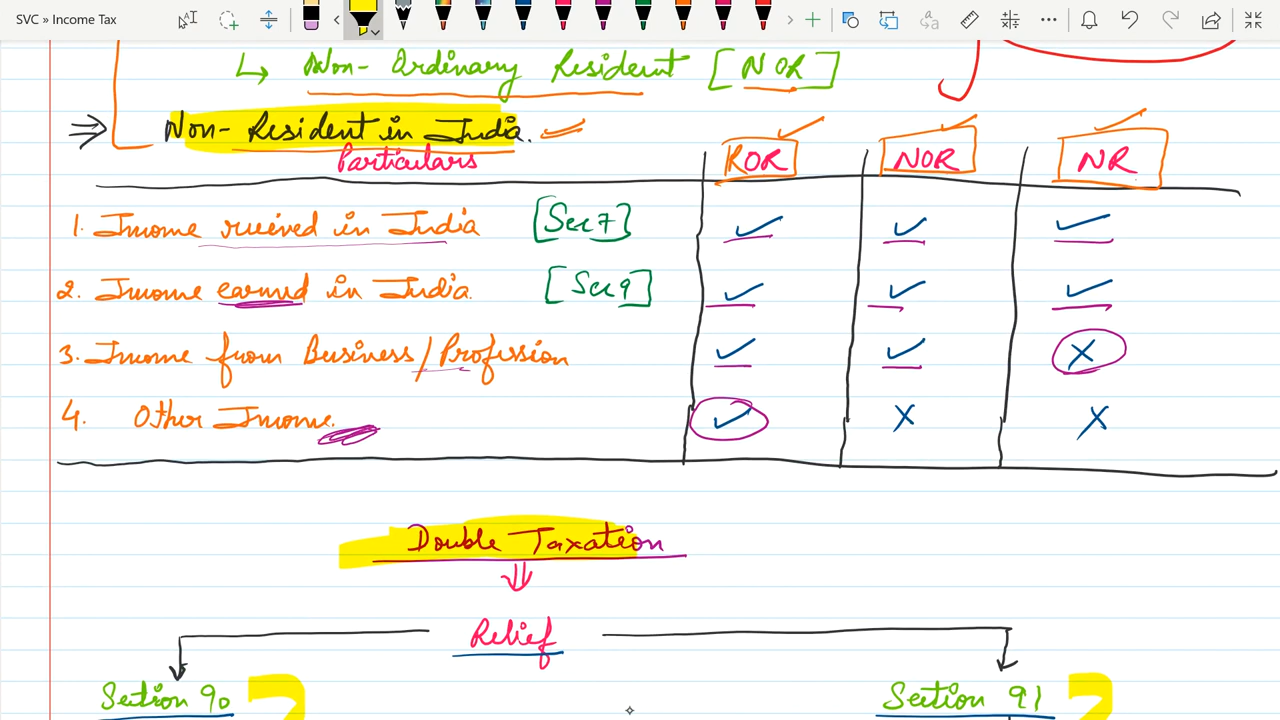 SVC » Income Tax
↳ Non-Ordinary Resident [NOR]
⇒ Non-Resident in India. ✓
Particulars ROR ✓ NOR ✓ NR ✓
1. Income recieved in India [Sec 7] ✓ ✓ ✓
2. Income earned in India. [Sec 9] ✓ ✓ ✓
3. Income from Business/Profession ✓ ✓ X
4. Other Income. ✓ X X
Double Taxation
⇓
Relief
Section 90 Section 91